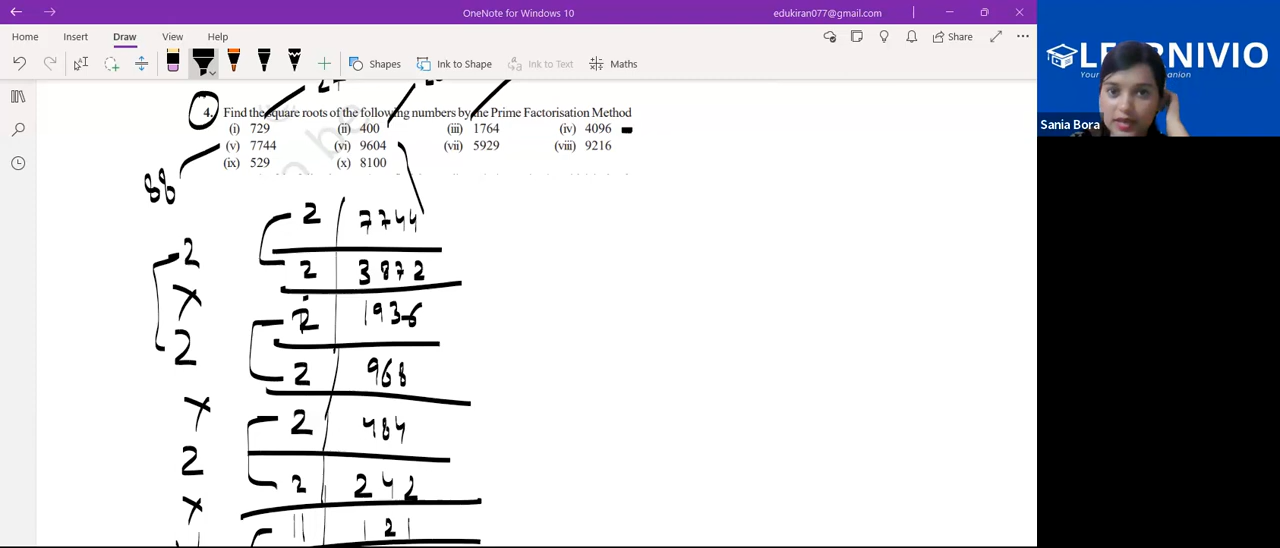 OneNote for Windows 10
edukiran077@gmail.com
Home Insert Draw View Help
Share
Shapes Ink to Shape Ink to Text Maths
LEARNIVIO
Sania Bora
4. Find the square roots of the following numbers by the Prime Factorisation Method
(i) 729 (ii) 400 (iii) 1764 (iv) 4096
(v) 7744 (vi) 9604 (vii) 5929 (viii) 9216
(ix) 529 (x) 8100
88
2 7744
2
2 3872
x
2 1936
2
2 968
x
2 484
2
2 242
x
11 121